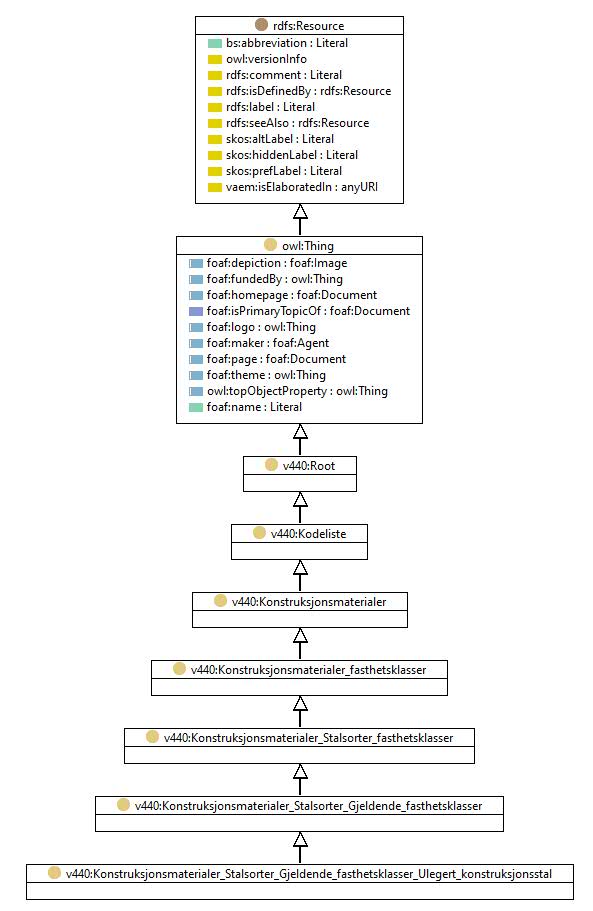 rdfs:Resource
bs:abbreviation : Literal
owl:versionInfo
rdfs:comment : Literal
rdfs:isDefinedBy : rdfs:Resource
rdfs:label : Literal
rdfs:seeAlso : rdfs:Resource
skos:altLabel : Literal
skos:hiddenLabel : Literal
skos:prefLabel : Literal
vaem:isElaboratedIn : anyURI
owl:Thing
foaf:depiction : foaf:Image
foaf:fundedBy : owl:Thing
foaf:homepage : foaf:Document
foaf:isPrimaryTopicOf : foaf:Document
foaf:logo : owl:Thing
foaf:maker : foaf:Agent
foaf:page : foaf:Document
foaf:theme : owl:Thing
owl:topObjectProperty : owl:Thing
foaf:name : Literal
v440:Root
v440:Kodeliste
v440:Konstruksjonsmaterialer
v440:Konstruksjonsmaterialer_fasthetsklasser
v440:Konstruksjonsmaterialer_Stalsorter_fasthetsklasser
v440:Konstruksjonsmaterialer_Stalsorter_Gjeldende_fasthetsklasser
v440:Konstruksjonsmaterialer_Stalsorter_Gjeldende_fasthetsklasser_Ulegert_konstruksjonsstal